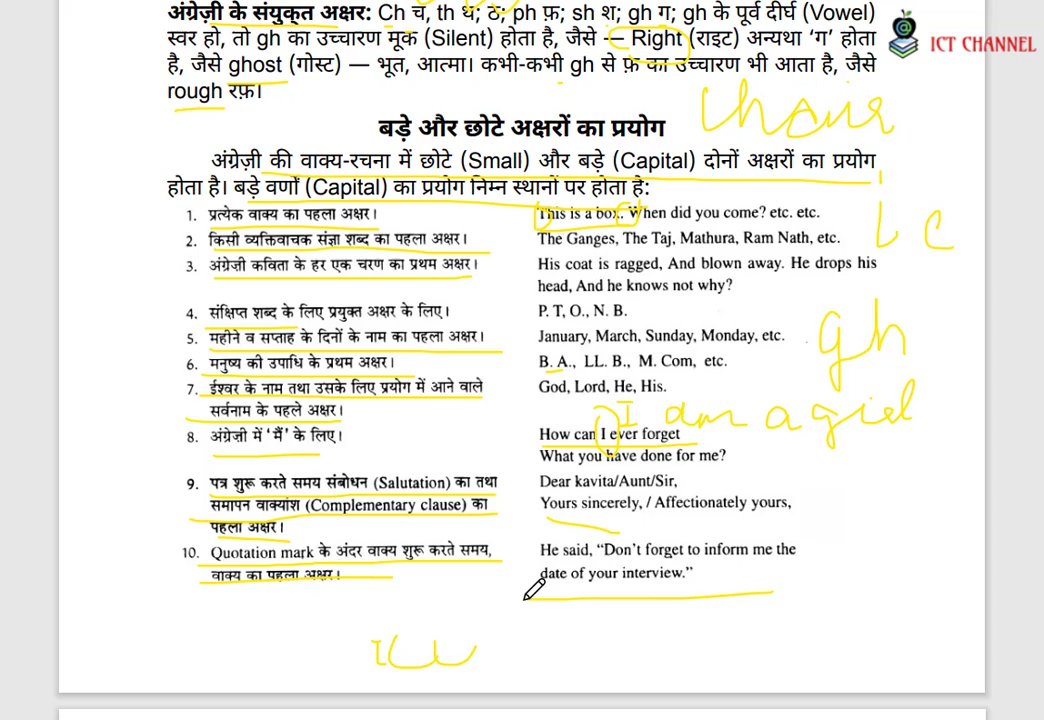 अंग्रेज़ी के संयुक्त अक्षर: Ch च, th थ; ठ; ph फ़; sh श; gh ग; gh के पूर्व दीर्घ (Vowel)
स्वर हो, तो gh का उच्चारण मूक (Silent) होता है, जैसे — Right (राइट) अन्यथा ‘ग’ होता
है, जैसे ghost (गोस्ट) — भूत, आत्मा। कभी-कभी gh से फ़ का उच्चारण भी आता है, जैसे
rough रफ़।
ICT CHANNEL
Chair
बड़े और छोटे अक्षरों का प्रयोग
अंग्रेज़ी की वाक्य-रचना में छोटे (Small) और बड़े (Capital) दोनों अक्षरों का प्रयोग
होता है। बड़े वर्णों (Capital) का प्रयोग निम्न स्थानों पर होता है:
1. प्रत्येक वाक्य का पहला अक्षर। This is a box. When did you come? etc. etc.
2. किसी व्यक्तिवाचक संज्ञा शब्द का पहला अक्षर। The Ganges, The Taj, Mathura, Ram Nath, etc.
i c
3. अंग्रेज़ी कविता के हर एक चरण का प्रथम अक्षर। His coat is ragged, And blown away. He drops his
head, And he knows not why?
4. संक्षिप्त शब्द के लिए प्रयुक्त अक्षर के लिए। P. T, O., N. B.
5. महीने व सप्ताह के दिनों के नाम का पहला अक्षर। January, March, Sunday, Monday, etc.
gh
6. मनुष्य की उपाधि के प्रथम अक्षर। B. A., LL. B., M. Com, etc.
7. ईश्वर के नाम तथा उसके लिए प्रयोग में आने वाले God, Lord, He, His.
सर्वनाम के पहले अक्षर।
I am a giel
8. अंग्रेज़ी में ‘मैं’ के लिए। How can I ever forget
What you have done for me?
9. पत्र शुरू करते समय संबोधन (Salutation) का तथा Dear kavita/Aunt/Sir,
समापन वाक्यांश (Complementary clause) का Yours sincerely, / Affectionately yours,
पहला अक्षर।
10. Quotation mark के अंदर वाक्य शुरू करते समय, He said, “Don’t forget to inform me the
वाक्य का पहला अक्षर। date of your interview.”